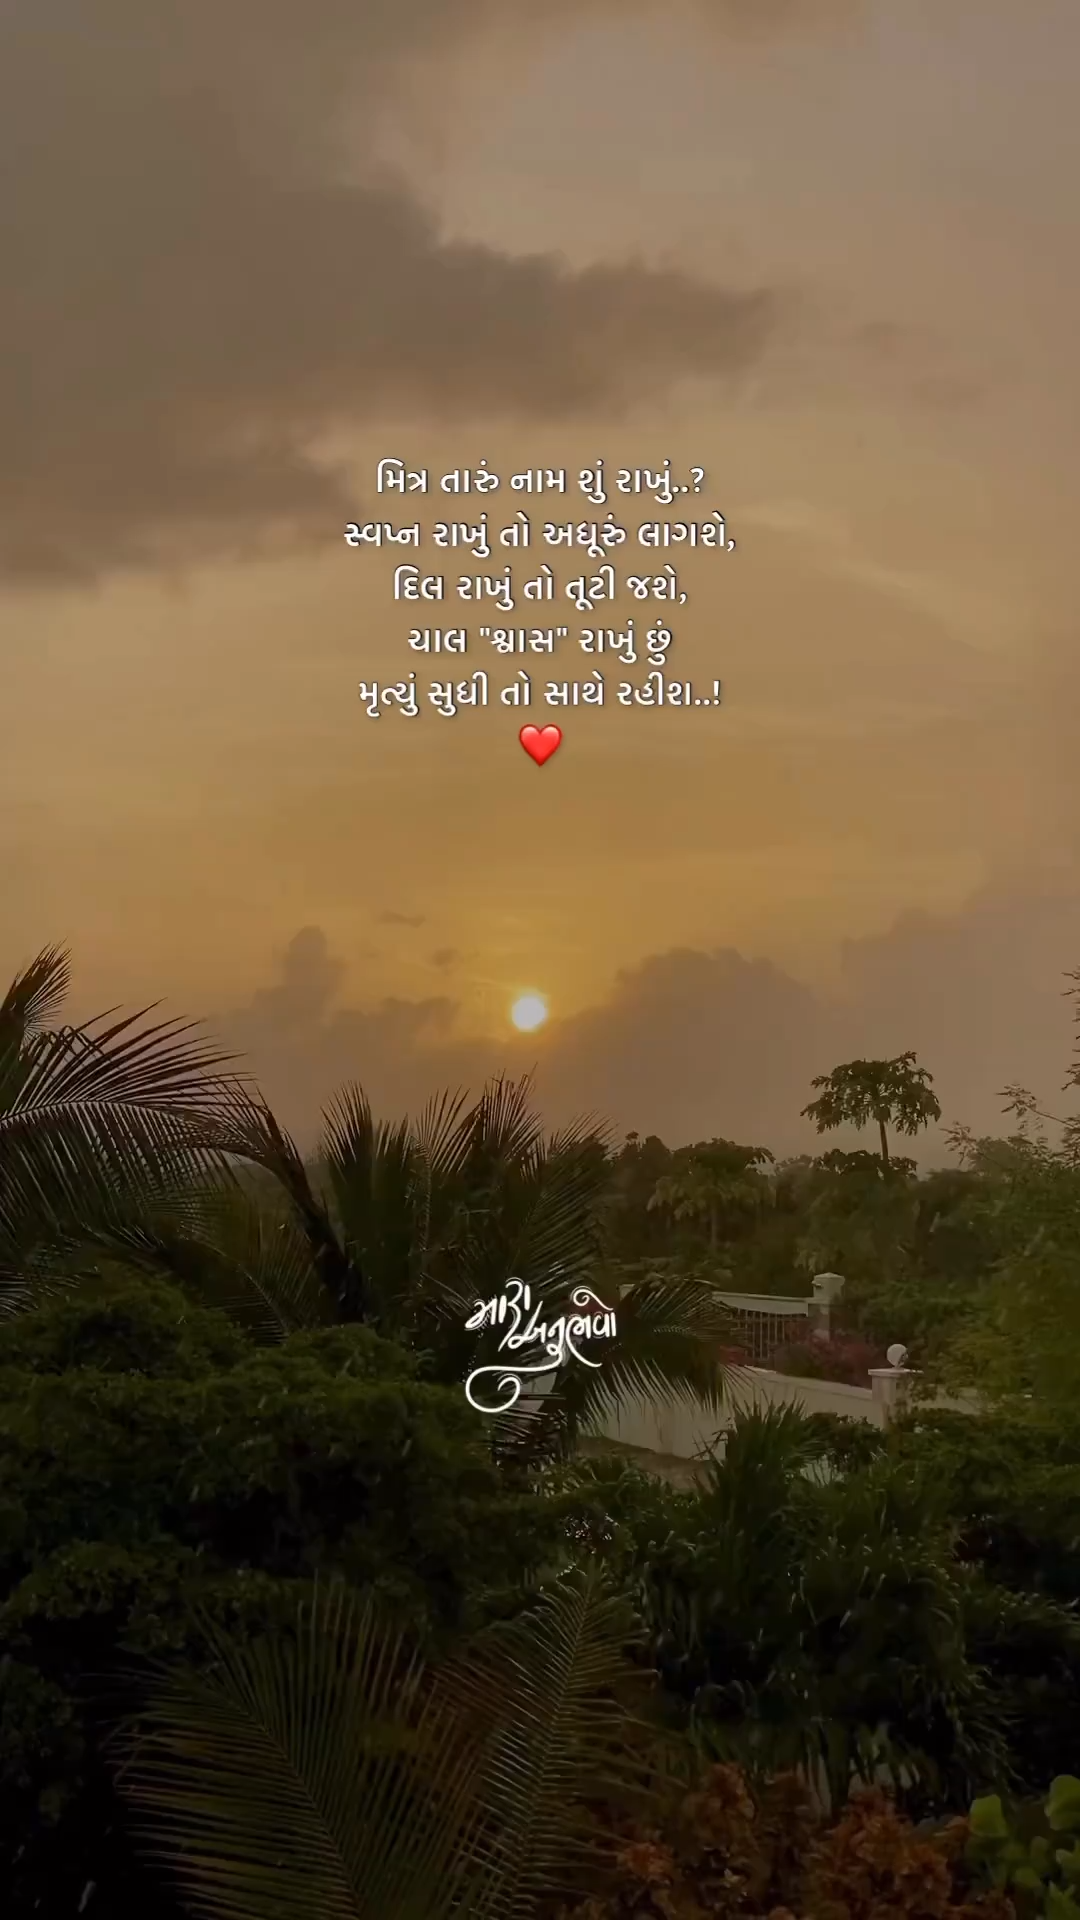 મિત્ર તારું નામ શું રાખું..?
સ્વપ્ન રાખું તો અધૂરું લાગશે,
દિલ રાખું તો તૂટી જશે,
ચાલ "શ્વાસ" રાખું છું
મૃત્યું સુધી તો સાથે રહીશ..!
❤️
મારા
અનુભવો